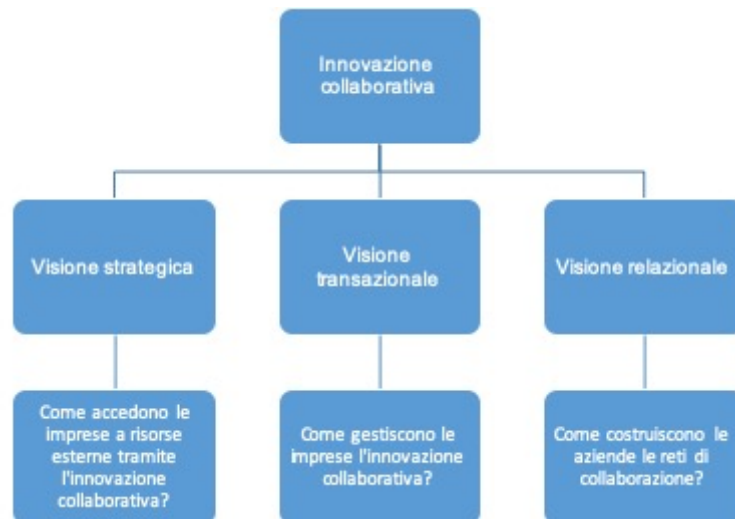 Innovazione
collaborativa
Visione strategica
Visione
transazionale
Visione relazionale
Come accedono le
imprese a risorse
esterne tramite
l'innovazione
collaborativa?
Come gestiscono le
imprese l'innovazione
collaborativa?
Come costruiscono le
aziende le reti di
collaborazione?